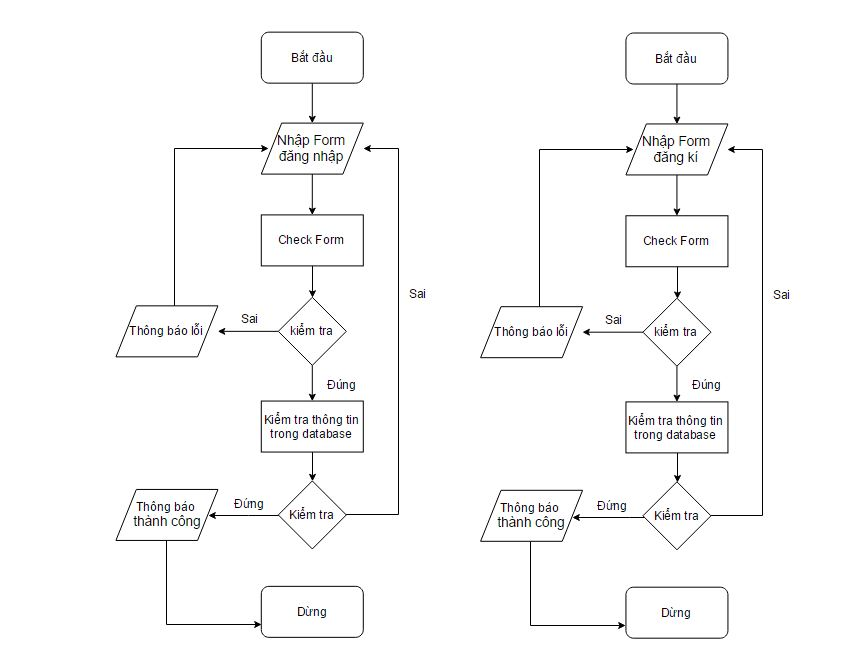 Bắt đầu
Nhập Form
đăng nhập
Check Form
Sai
Thông báo lỗi
Sai
kiểm tra
Đúng
Kiểm tra thông tin
trong database
Thông báo
thành công
Đứng
Kiểm tra
Dừng
Bắt đầu
Nhập Form
đăng kí
Check Form
Sai
Thông báo lỗi
Sai
kiểm tra
Đúng
Kiểm tra thông tin
trong database
Thông báo
thành công
Đứng
Kiểm tra
Dừng